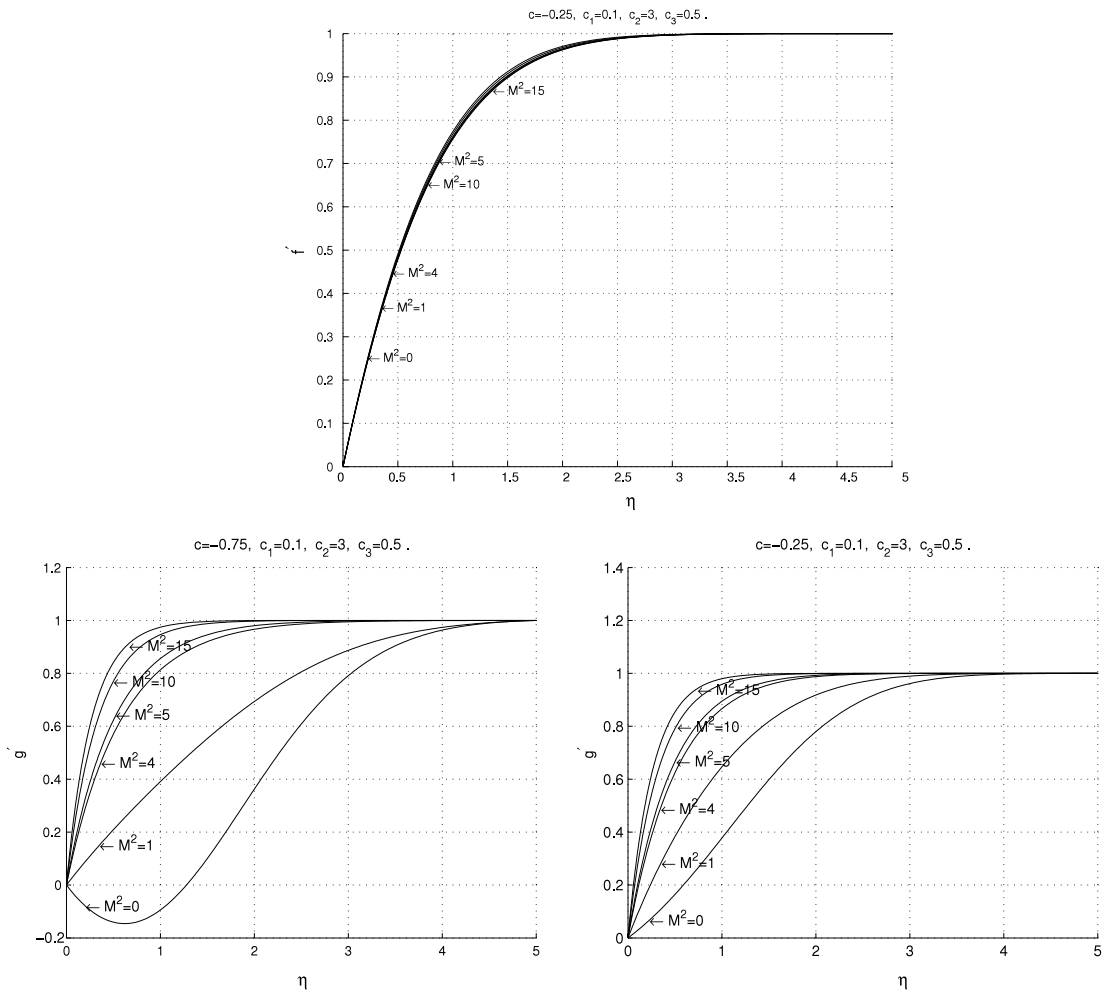 c=−0.25, c₁=0.1, c₂=3, c₃=0.5 .
1
0.9
0.8
0.7
0.6
0.5
0.4
0.3
0.2
0.1
0
f′
←M²=15
←M²=5
←M²=10
←M²=4
←M²=1
←M²=0
0 0.5 1 1.5 2 2.5 3 3.5 4 4.5 5
η
c=−0.75, c₁=0.1, c₂=3, c₃=0.5 .
1.2
1
0.8
0.6
0.4
0.2
0
−0.2
g′
←M²=15
←M²=10
←M²=5
←M²=4
←M²=1
←M²=0
0 1 2 3 4 5
η
c=−0.25, c₁=0.1, c₂=3, c₃=0.5 .
1.4
1.2
1
0.8
0.6
0.4
0.2
0
g′
←M²=15
←M²=10
←M²=5
←M²=4
←M²=1
←M²=0
0 1 2 3 4 5
η